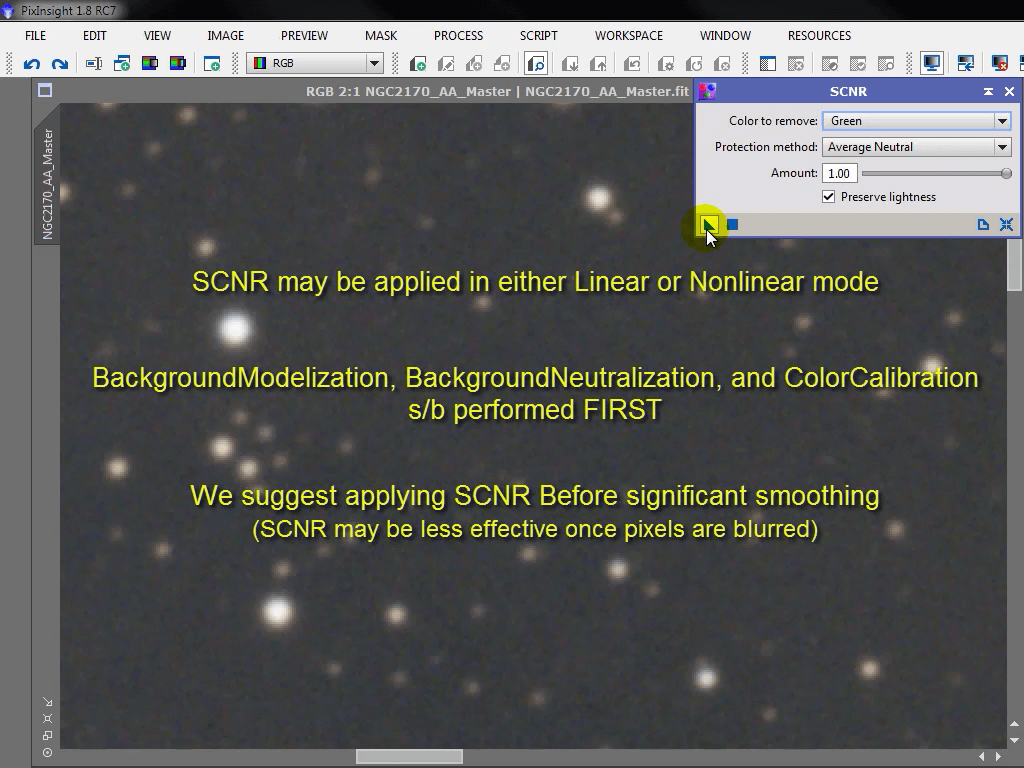 PixInsight 1.8 RC7
FILE EDIT VIEW IMAGE PREVIEW MASK PROCESS SCRIPT WORKSPACE WINDOW RESOURCES
RGB
RGB 2:1 NGC2170_AA_Master | NGC2170_AA_Master.fit
NGC2170_AA_Master
SCNR
Color to remove: Green
Protection method: Average Neutral
Amount: 1.00
Preserve lightness
SCNR may be applied in either Linear or Nonlinear mode
BackgroundModelization, BackgroundNeutralization, and ColorCalibration
s/b performed FIRST
We suggest applying SCNR Before significant smoothing
(SCNR may be less effective once pixels are blurred)